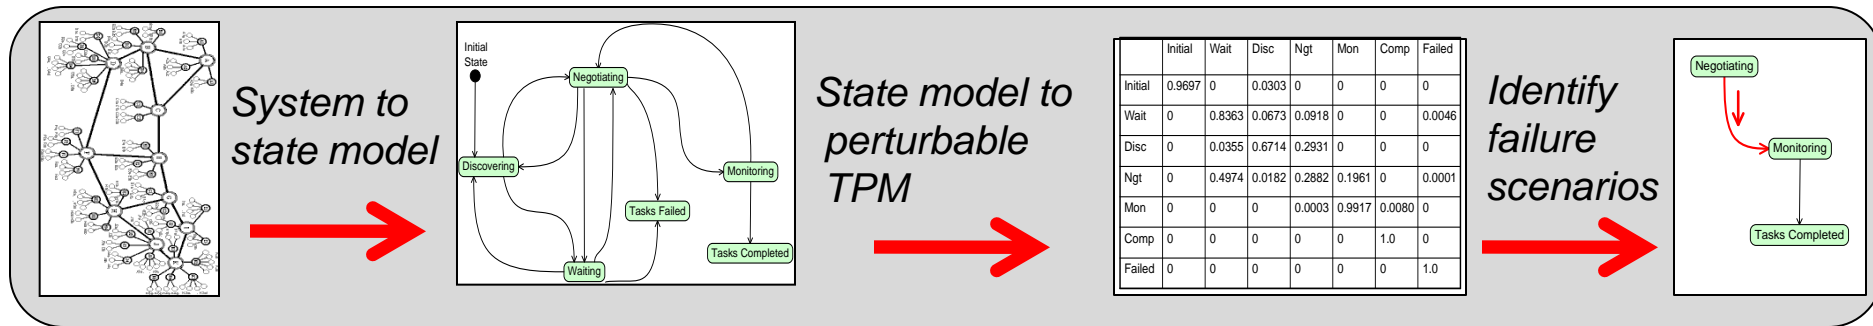 System to
state model
Initial
State
Negotiating
Discovering
Monitoring
Tasks Failed
Tasks Completed
Waiting
State model to
perturbable
TPM
Initial Wait Disc Ngt Mon Comp Failed
Initial 0.9697 0 0.0303 0 0 0 0
Wait 0 0.8363 0.0673 0.0918 0 0 0.0046
Disc 0 0.0355 0.6714 0.2931 0 0 0
Ngt 0 0.4974 0.0182 0.2882 0.1961 0 0.0001
Mon 0 0 0 0.0003 0.9917 0.0080 0
Comp 0 0 0 0 0 1.0 0
Failed 0 0 0 0 0 0 1.0
Identify
failure
scenarios
Negotiating
Monitoring
Tasks Completed